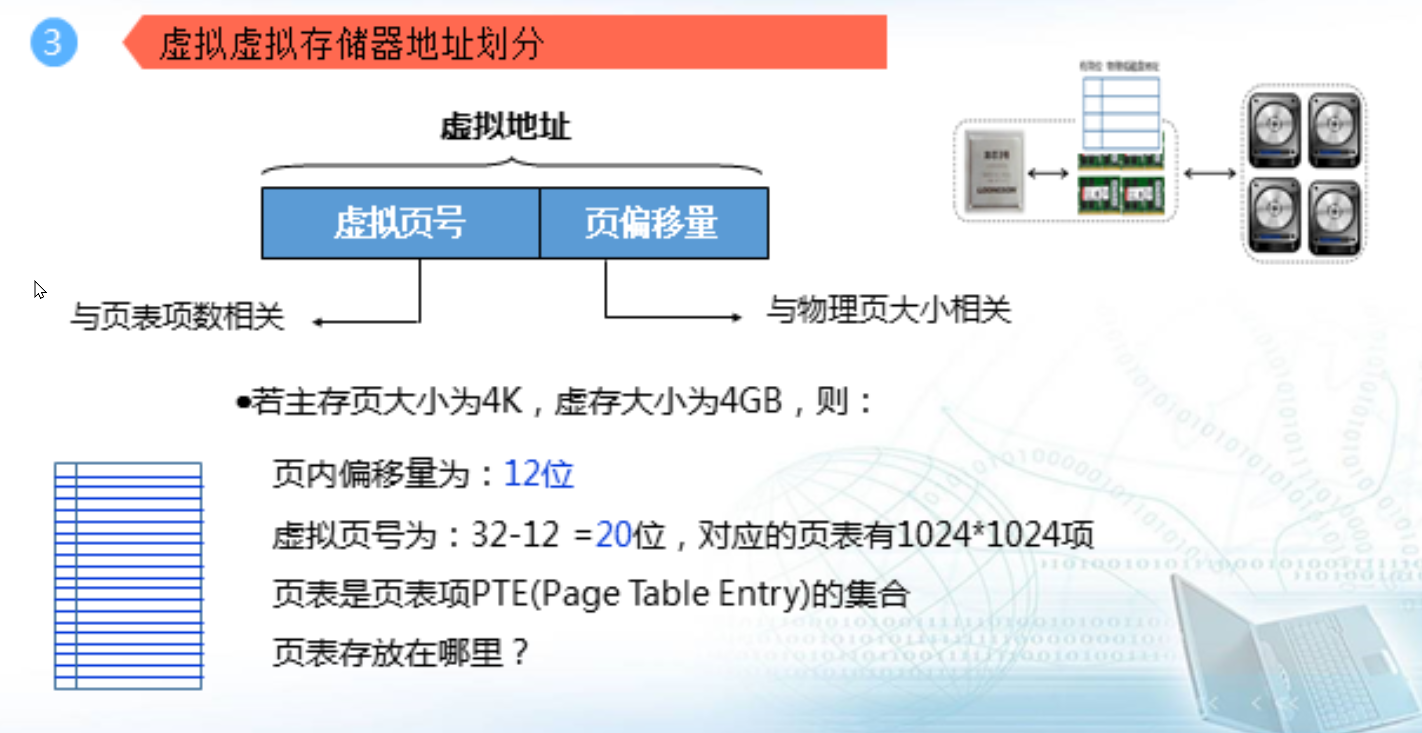 3
虚拟虚拟存储器地址划分
虚拟地址
虚拟页号
页偏移量
与页表项数相关
与物理页大小相关
●若主存页大小为4K，虚存大小为4GB，则：
页内偏移量为：12位
虚拟页号为：32-12 =20位，对应的页表有1024*1024项
页表是页表项PTE(Page Table Entry)的集合
页表存放在哪里？